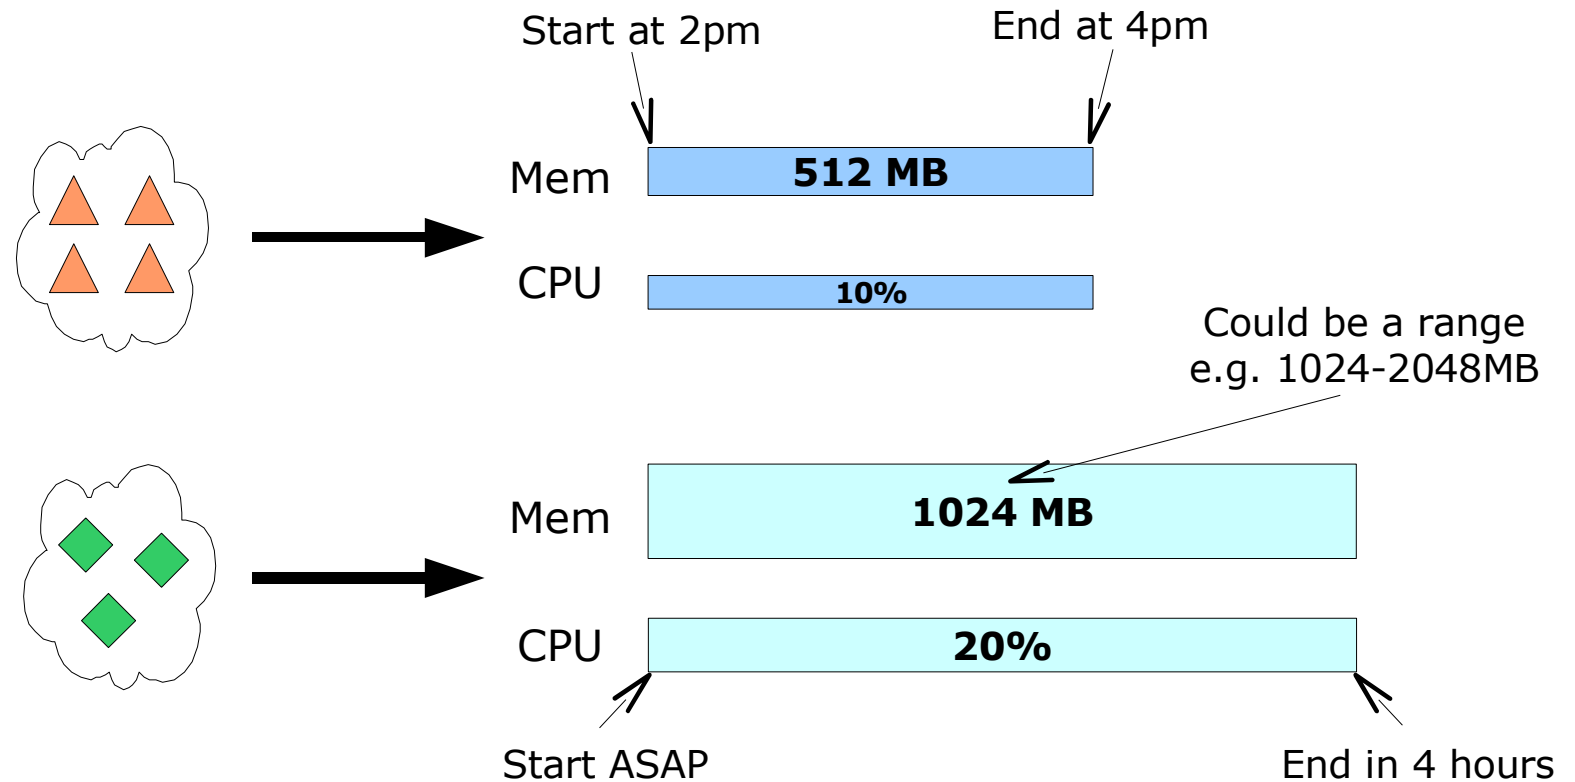 Start at 2pm
End at 4pm
Mem
512 MB
CPU
10%
Could be a range
e.g. 1024-2048MB
Mem
1024 MB
CPU
20%
Start ASAP
End in 4 hours